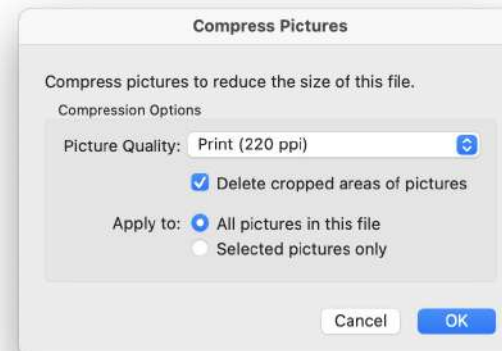 Compress Pictures
Compress pictures to reduce the size of this file.
Compression Options
Picture Quality: Print (220 ppi)
Delete cropped areas of pictures
Apply to: All pictures in this file
Selected pictures only
Cancel OK